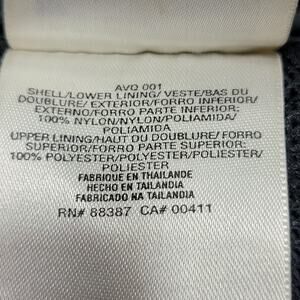 AVQ 001
SHELL/LOWER LINING/ VESTE/BAS DU
DOUBLURE/ EXTERIOR/FORRO INFERIOR/
EXTERNO/FORRO PARTE INFERIOR:
100% NYLON/NYLON/POLIAMIDA/
POLIAMIDA
UPPER LINING/HAUT DU DOUBLURE/ FORRO
SUPERIOR/FORRO PARTE SUPERIOR:
100% POLYESTER/POLYESTER/POLIESTER/
POLIESTER
FABRIQUE EN THAILANDE
HECHO EN TAILANDIA
FABRICADO NA TAILANDIA
RN# 88387 CA# 00411